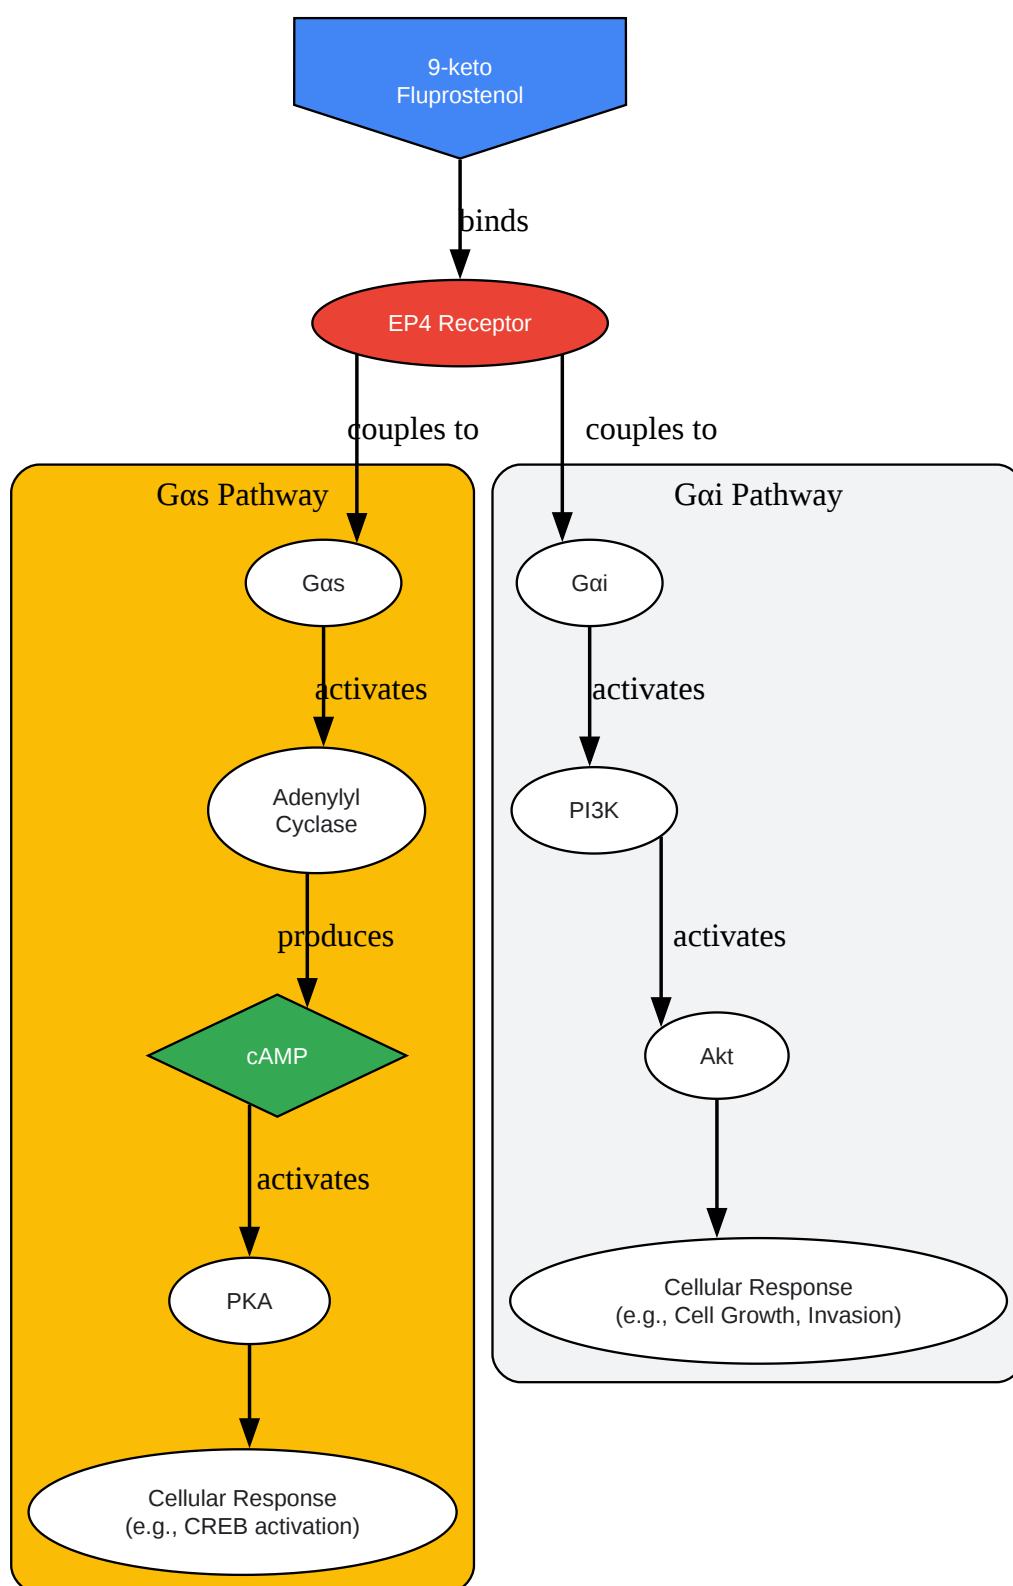 9-keto
Fluprostenol
binds
EP4 Receptor
couples to
couples to
Gαs Pathway
Gαi Pathway
Gαs
Gαi
activates
activates
Adenylyl
Cyclase
PI3K
produces
activates
cAMP
Akt
activates
PKA
Cellular Response
(e.g., Cell Growth, Invasion)
Cellular Response
(e.g., CREB activation)